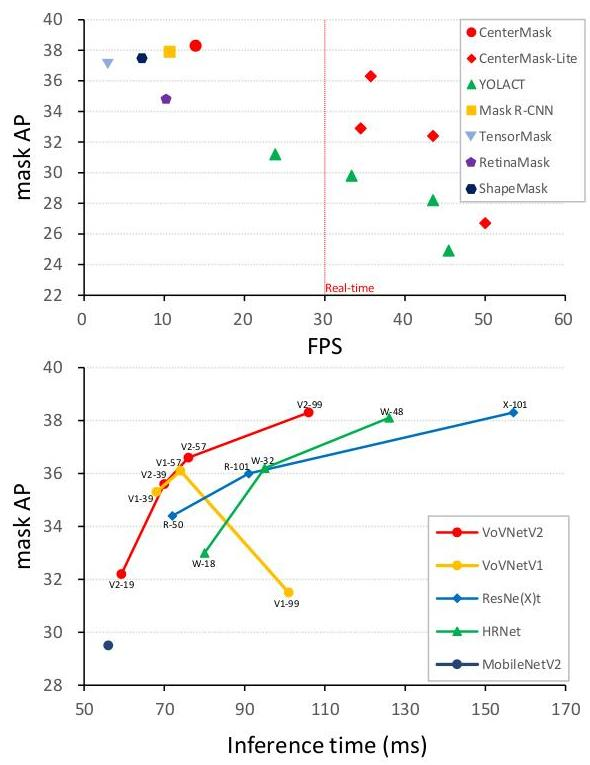 40
38
36
34
32
30
28
26
24
22
mask AP
CenterMask
CenterMask-Lite
YOLACT
Mask R-CNN
TensorMask
RetinaMask
ShapeMask
Real-time
0 10 20 30 40 50 60
FPS
40
38
36
34
32
30
28
mask AP
V2-99
W-48
X-101
V2-57
V1-57
W-32
R-101
V2-39
V1-39
R-50
W-18
V2-19
V1-99
VoVNetV2
VoVNetV1
ResNe(X)t
HRNet
MobileNetV2
50 70 90 110 130 150 170
Inference time (ms)